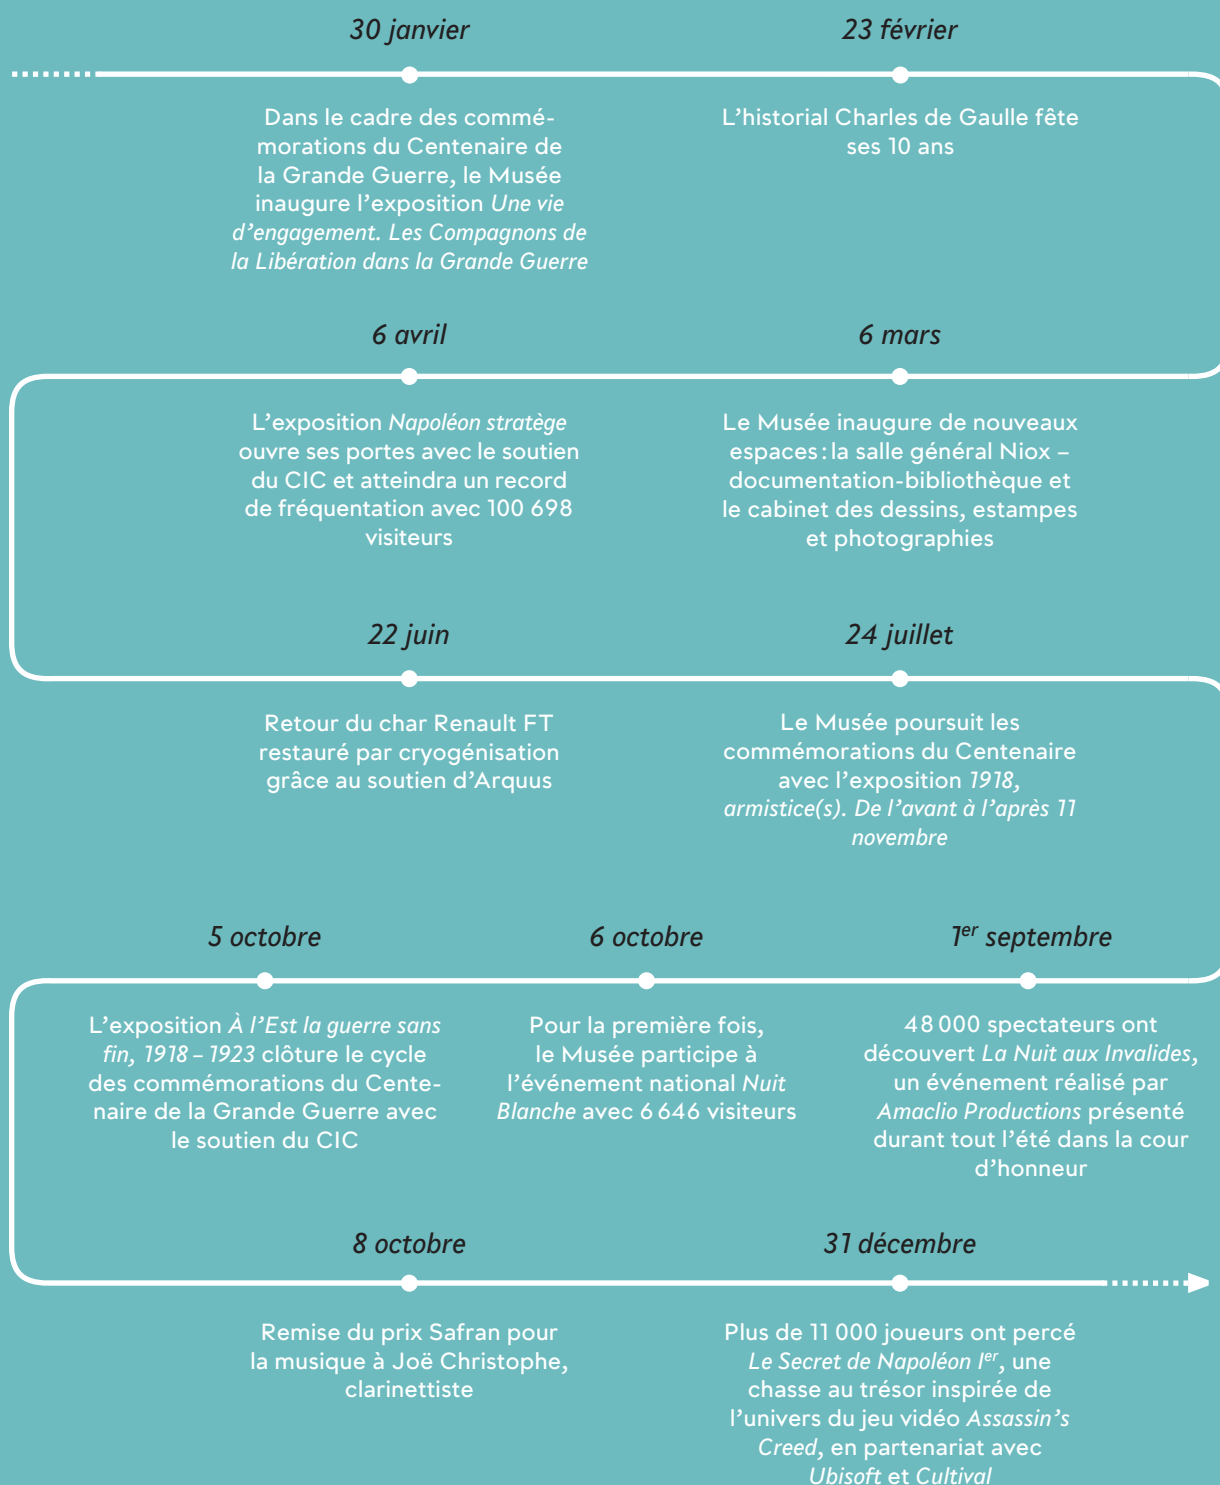 30 janvier
Dans le cadre des commé-
morations du Centenaire de
la Grande Guerre, le Musée
inaugure l’exposition Une vie
d’engagement. Les Compagnons de
la Libération dans la Grande Guerre
23 février
L’historial Charles de Gaulle fête
ses 10 ans
6 avril
L’exposition Napoléon stratège
ouvre ses portes avec le soutien
du CIC et atteindra un record
de fréquentation avec 100 698
visiteurs
6 mars
Le Musée inaugure de nouveaux
espaces : la salle général Niox –
documentation-bibliothèque et
le cabinet des dessins, estampes
et photographies
22 juin
Retour du char Renault FT
restauré par cryogénisation
grâce au soutien d’Arquus
24 juillet
Le Musée poursuit les
commémorations du Centenaire
avec l’exposition 1918,
armistice(s). De l’avant à l’après 11
novembre
5 octobre
L’exposition À l’Est la guerre sans
fin, 1918 – 1923 clôture le cycle
des commémorations du Cente-
naire de la Grande Guerre avec
le soutien du CIC
6 octobre
Pour la première fois,
le Musée participe à
l’événement national Nuit
Blanche avec 6 646 visiteurs
1er septembre
48 000 spectateurs ont
découvert La Nuit aux Invalides,
un événement réalisé par
Amaclio Productions présenté
durant tout l’été dans la cour
d’honneur
8 octobre
Remise du prix Safran pour
la musique à Joë Christophe,
clarinettiste
31 décembre
Plus de 11 000 joueurs ont percé
Le Secret de Napoléon Ier, une
chasse au trésor inspirée de
l’univers du jeu vidéo Assassin’s
Creed, en partenariat avec
Ubisoft et Cultival